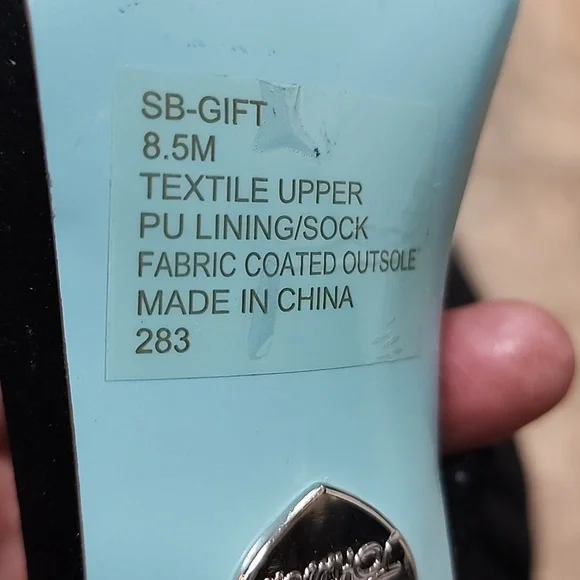 SB-GIFT
8.5M
TEXTILE UPPER
PU LINING/SOCK
FABRIC COATED OUTSOLE
MADE IN CHINA
283